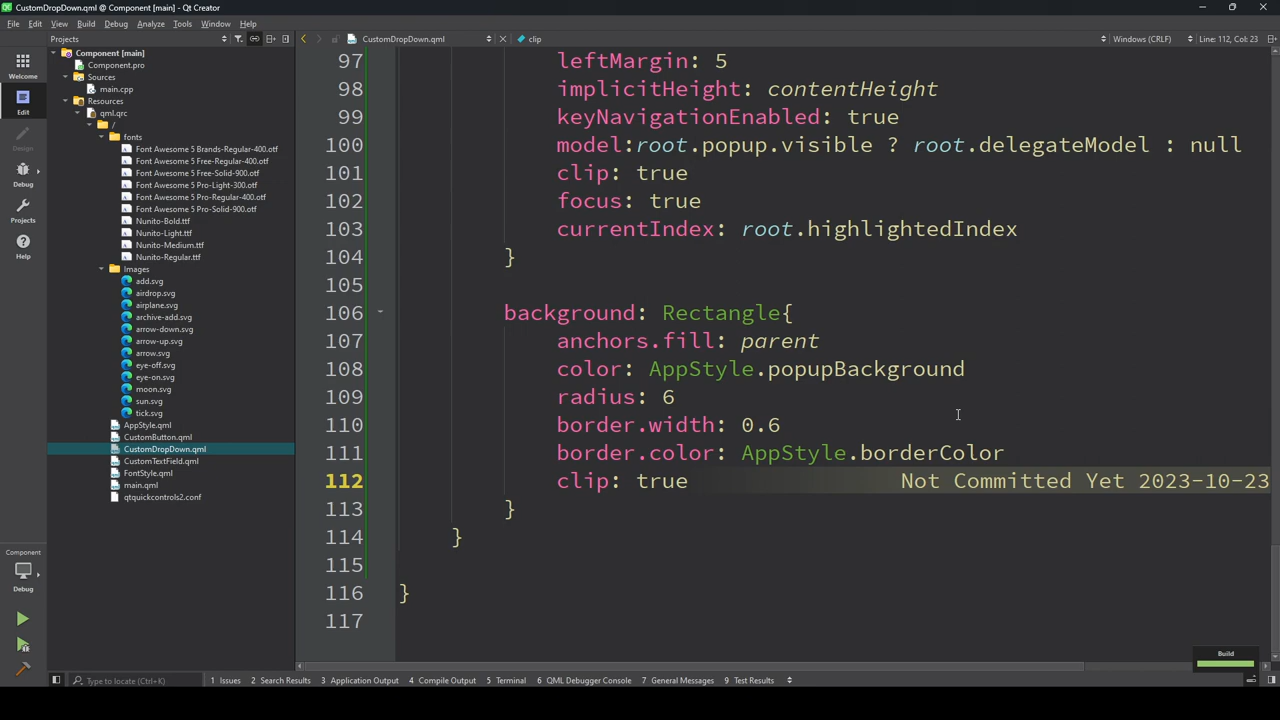 CustomDropDown.qml @ Component [main] - Qt Creator
File Edit View Build Debug Analyze Tools Window Help
Projects
CustomDropDown.qml
clip
Windows (CRLF)
Line: 112, Col: 23
Welcome
Edit
Design
Debug
Projects
Help
Component [main]
Component.pro
Sources
main.cpp
Resources
qml.qrc
/
fonts
Font Awesome 5 Brands-Regular-400.otf
Font Awesome 5 Free-Regular-400.otf
Font Awesome 5 Free-Solid-900.otf
Font Awesome 5 Pro-Light-300.otf
Font Awesome 5 Pro-Regular-400.otf
Font Awesome 5 Pro-Solid-900.otf
Nunito-Bold.ttf
Nunito-Light.ttf
Nunito-Medium.ttf
Nunito-Regular.ttf
Images
add.svg
airdrop.svg
airplane.svg
archive-add.svg
arrow-down.svg
arrow-up.svg
arrow.svg
eye-off.svg
eye-on.svg
moon.svg
sun.svg
tick.svg
AppStyle.qml
CustomButton.qml
CustomDropDown.qml
CustomTextField.qml
FontStyle.qml
main.qml
qtquickcontrols2.conf
97 leftMargin: 5
98 implicitHeight: contentHeight
99 keyNavigationEnabled: true
100 model:root.popup.visible ? root.delegateModel : null
101 clip: true
102 focus: true
103 currentIndex: root.highlightedIndex
104 }
105
106 background: Rectangle{
107 anchors.fill: parent
108 color: AppStyle.popupBackground
109 radius: 6
110 border.width: 0.6
111 border.color: AppStyle.borderColor
112 clip: true Not Committed Yet 2023-10-23
113 }
114 }
115
116 }
117
Component
Debug
Build
Type to locate (Ctrl+K)
1 Issues 2 Search Results 3 Application Output 4 Compile Output 5 Terminal 6 QML Debugger Console 7 General Messages 9 Test Results